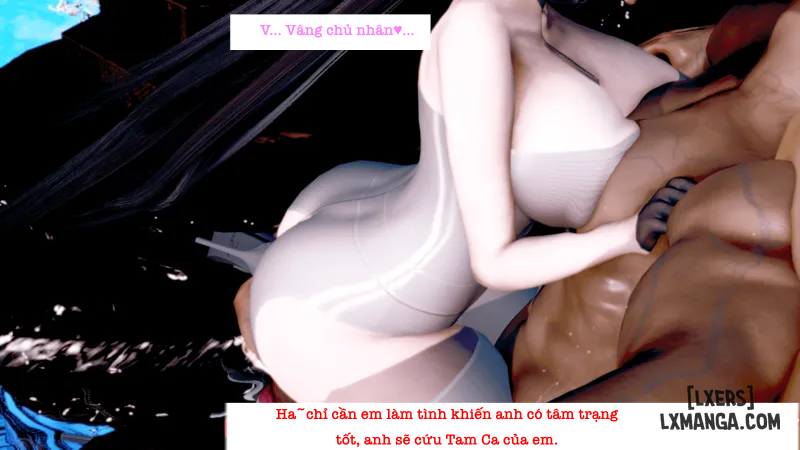 V... Vâng chủ nhân♥...
Ha~chỉ cần em làm tình khiến anh có tâm trạng
tốt, anh sẽ cứu Tam Ca của em.
[LXERS]
LXMANGA.COM